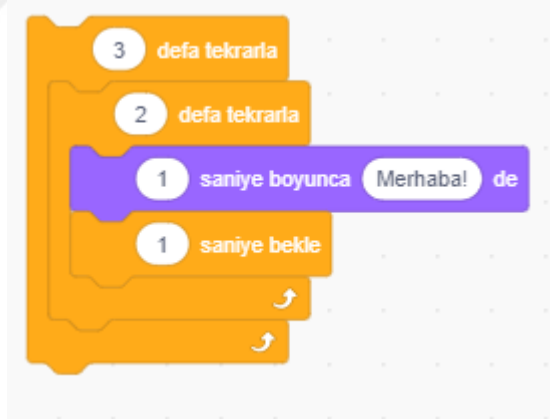 3 defa tekrarla
2 defa tekrarla
1 saniye boyunca Merhaba! de
1 saniye bekle